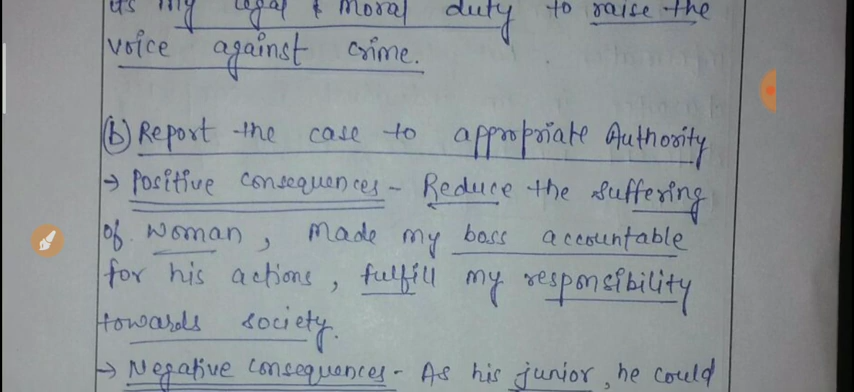 its my legal & moral duty to raise the
voice against crime.
(b) Report the case to appropriate Authority
→ Positive consequences - Reduce the suffering
of woman, made my boss accountable
for his actions, fulfill my responsibility
towards society.
→ Negative consequences - As his junior, he could